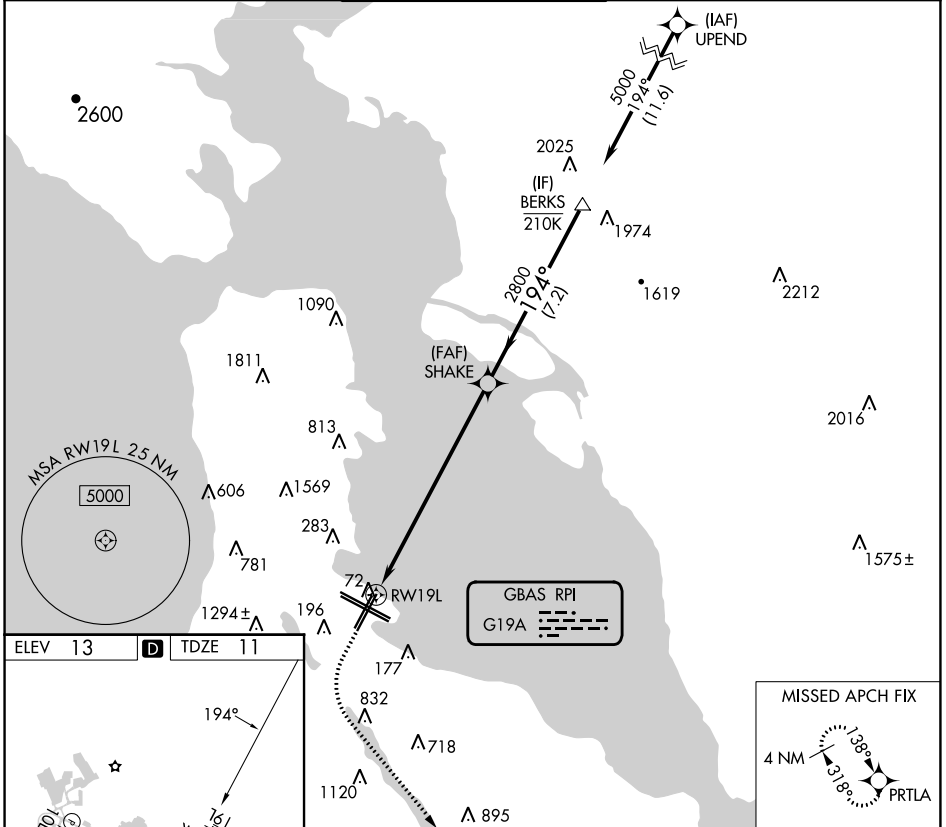 (IAF)
UPEND
5000
194°
(11.6)
2600
2025
(IF)
BERKS
210K
1974
2800
194°
(7.2)
1619
2212
1090
(FAF)
SHAKE
1811
2016
813
MSA RW19L 25 NM
5000
606
1569
283
781
1575±
72
RW19L
GBAS RPI
G19A
1294±
196
ELEV 13
D
TDZE 11
177
194°
832
718
1120
895
MISSED APCH FIX
4 NM
138°
318°
PRTLA